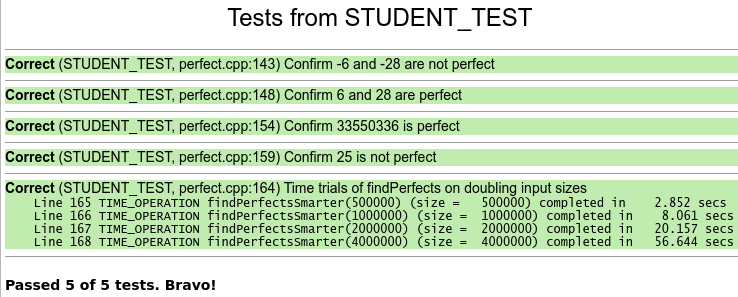 Tests from STUDENT_TEST
Correct (STUDENT_TEST, perfect.cpp:143) Confirm -6 and -28 are not perfect
Correct (STUDENT_TEST, perfect.cpp:148) Confirm 6 and 28 are perfect
Correct (STUDENT_TEST, perfect.cpp:154) Confirm 33550336 is perfect
Correct (STUDENT_TEST, perfect.cpp:159) Confirm 25 is not perfect
Correct (STUDENT_TEST, perfect.cpp:164) Time trials of findPerfects on doubling input sizes
Line 165 TIME_OPERATION findPerfectsSmarter(500000) (size =   500000) completed in    2.852 secs
Line 166 TIME_OPERATION findPerfectsSmarter(1000000) (size =  1000000) completed in    8.061 secs
Line 167 TIME_OPERATION findPerfectsSmarter(2000000) (size =  2000000) completed in   20.157 secs
Line 168 TIME_OPERATION findPerfectsSmarter(4000000) (size =  4000000) completed in   56.644 secs
Passed 5 of 5 tests. Bravo!